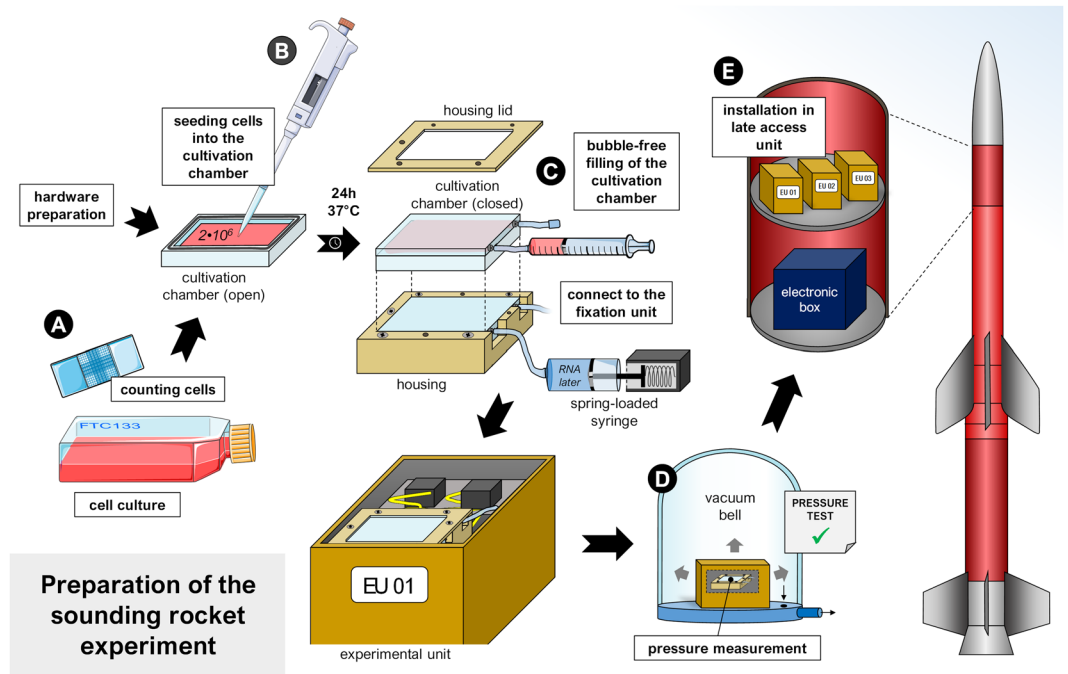 A
FTC133
counting cells
cell culture
hardware
preparation
B
seeding cells
into the
cultivation
chamber
2•10⁶
cultivation
chamber (open)
24h
37°C
housing lid
C
bubble-free
filling of the
cultivation
chamber
cultivation
chamber (closed)
connect to the
fixation unit
housing
RNA
later
spring-loaded
syringe
EU 01
experimental unit
D
vacuum
bell
PRESSURE
TEST
✓
pressure measurement
E
installation in
late access
unit
EU 01
EU 02
EU 03
electronic
box
Preparation of the
sounding rocket
experiment